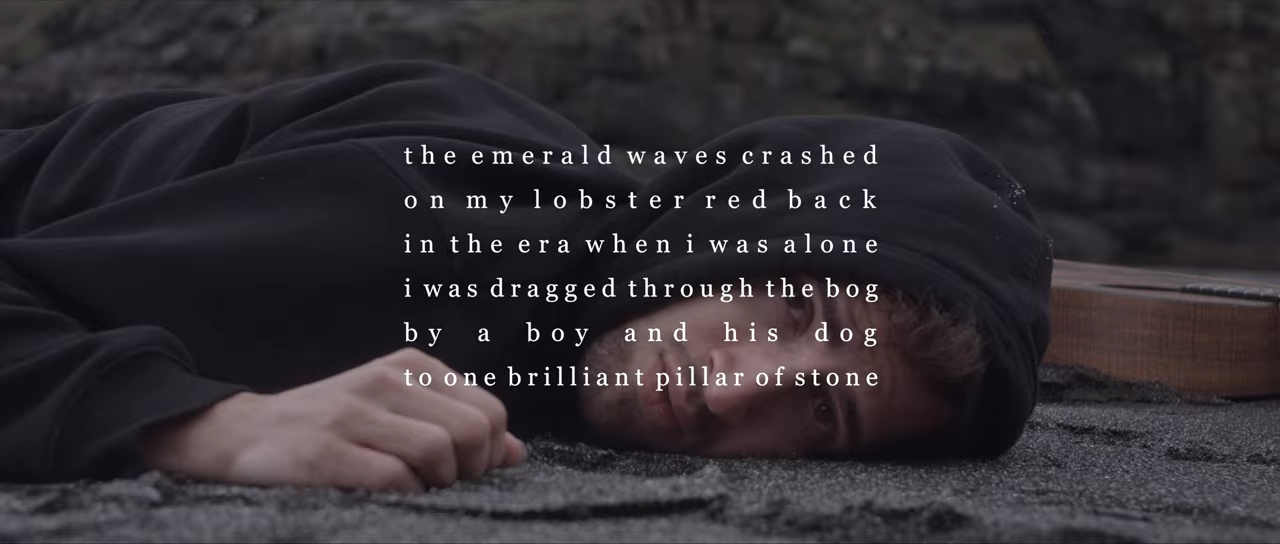 the emerald waves crashed
on my lobster red back
in the era when i was alone
i was dragged through the bog
by a boy and his dog
to one brilliant pillar of stone